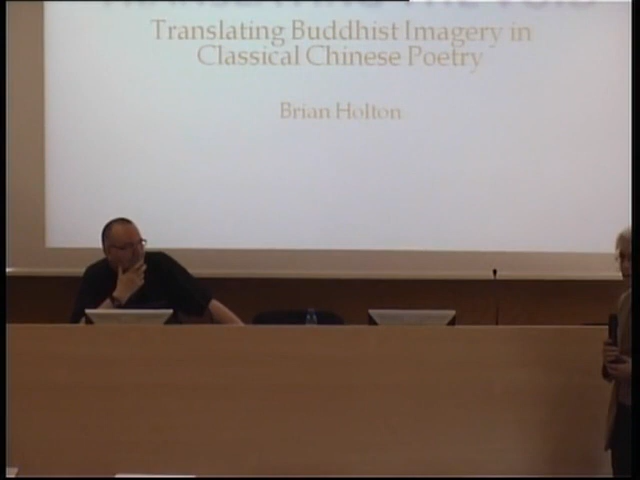 Translating Buddhist Imagery in
Classical Chinese Poetry
Brian Holton